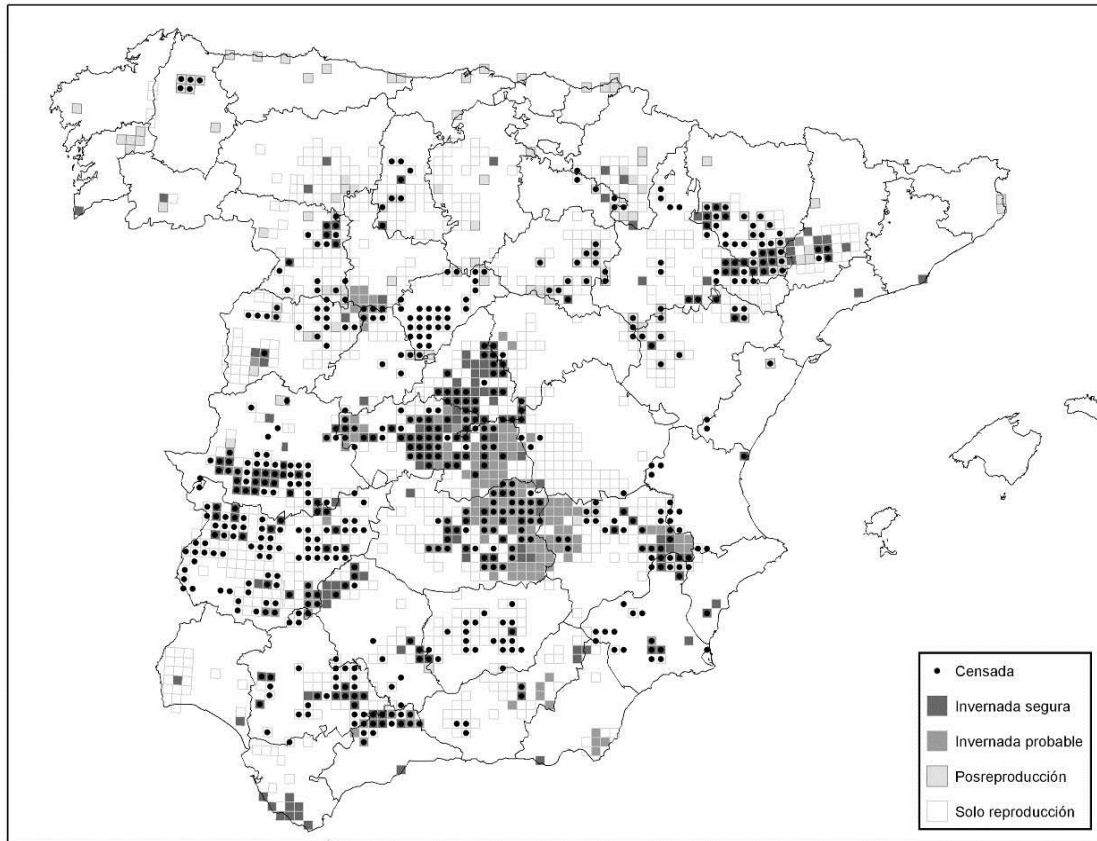 Censada
Invernada segura
Invernada probable
Posreproducción
Solo reproducción